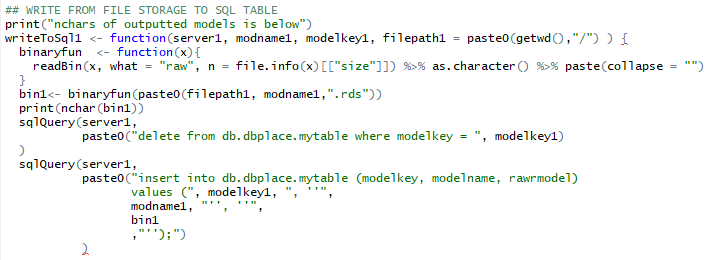 ## WRITE FROM FILE STORAGE TO SQL TABLE
print("nchars of outputted models is below")
writeToSql1 <- function(server1, modname1, modelkey1, filepath1 = paste0(getwd(),"/") ) {
  binaryfun  <- function(x){
    readBin(x, what = "raw", n = file.info(x)[["size"]]) %>% as.character() %>% paste(collapse = "")
  }
  bin1<- binaryfun(paste0(filepath1, modname1,".rds"))
  print(nchar(bin1))
  sqlQuery(server1,
           paste0("delete from db.dbplace.mytable where modelkey = ", modelkey1)
  )
  sqlQuery(server1,
           paste0("insert into db.dbplace.mytable (modelkey, modelname, rawrmodel)
                  values (", modelkey1, ", ''",
                  modname1, "'', ''",
                  bin1
                  ,"'');")
           )